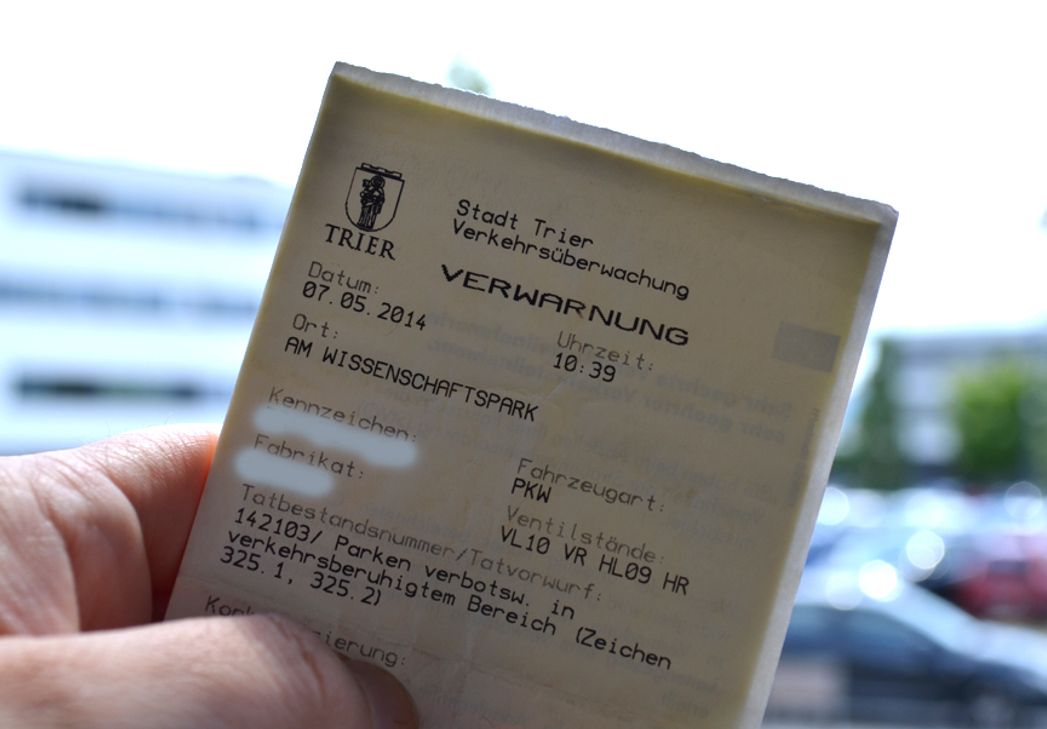 TRIER
Stadt Trier
Verkehrsüberwachung
VERWARNUNG
Datum:
07.05.2014
Uhrzeit:
10:39
Ort:
AM WISSENSCHAFTSPARK
Kennzeichen:
Fabrikat:
Fahrzeugart:
PKW
Ventilstände:
VL10 VR HL09 HR
Tatbestandsnummer/Tatvorwurf:
142103/ Parken verbotsw. in
verkehrsberuhigtem Bereich (Zeichen
325.1, 325.2)